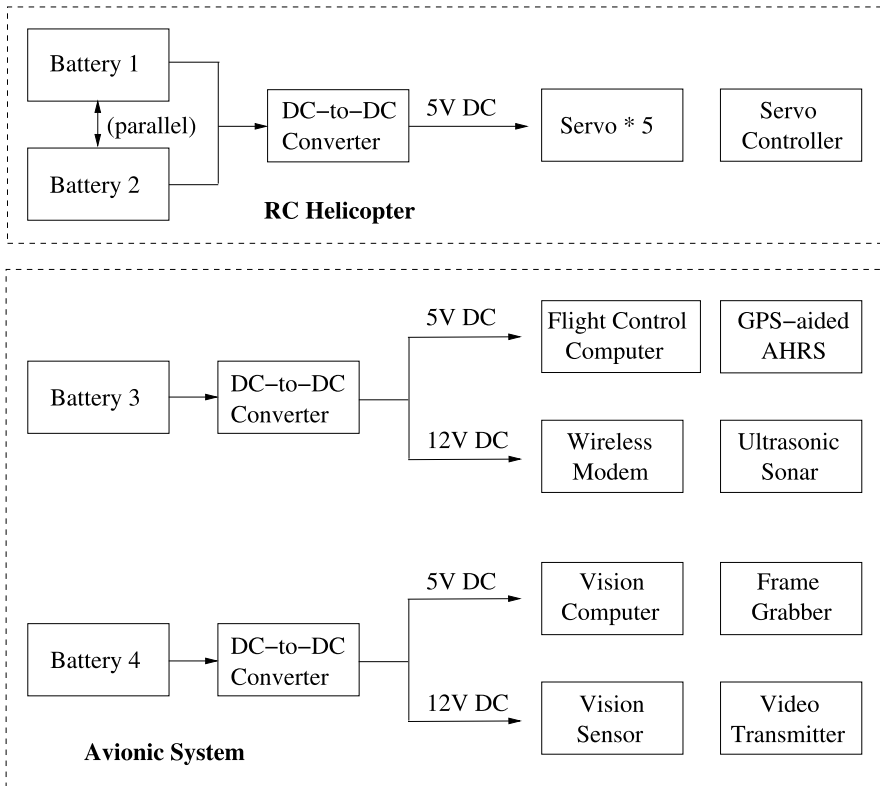 Battery 1
(parallel)
Battery 2
DC−to−DC
Converter
5V DC
Servo * 5
Servo
Controller
RC Helicopter
Battery 3
DC−to−DC
Converter
5V DC
Flight Control
Computer
GPS−aided
AHRS
12V DC
Wireless
Modem
Ultrasonic
Sonar
Battery 4
DC−to−DC
Converter
5V DC
Vision
Computer
Frame
Grabber
12V DC
Vision
Sensor
Video
Transmitter
Avionic System